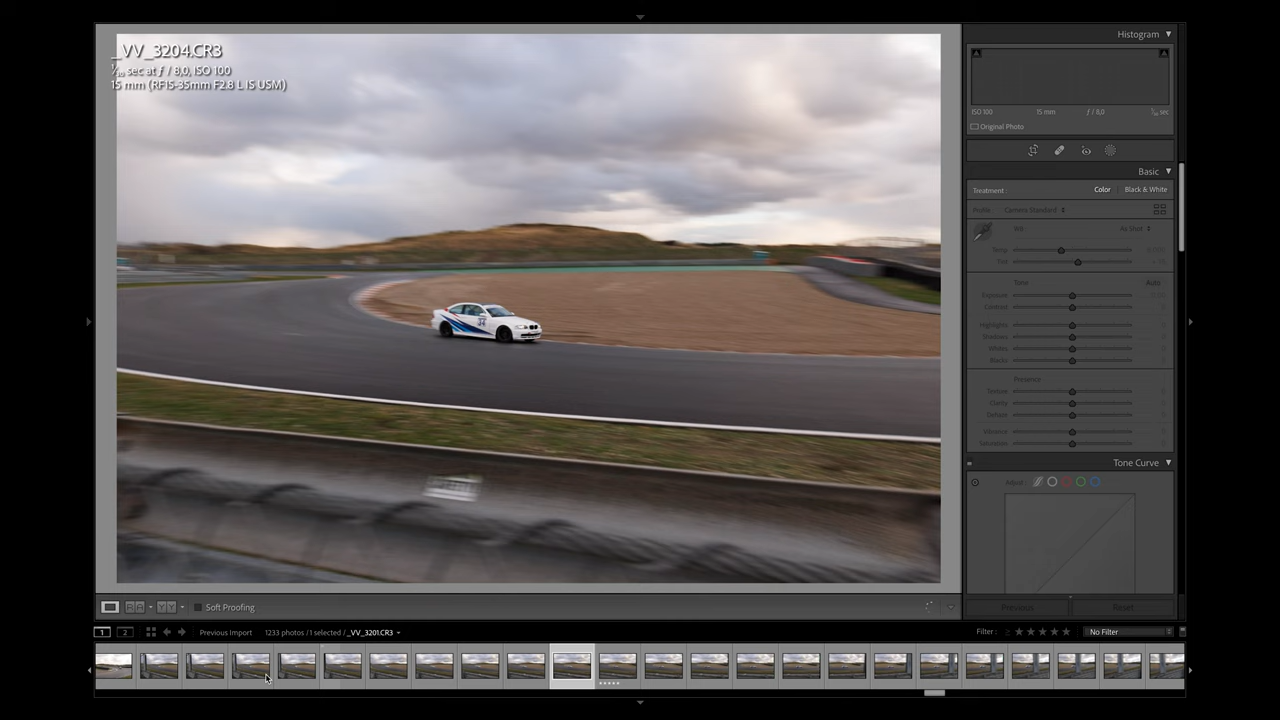 _VV_3204.CR3
sec at ƒ / 8,0, ISO 100
15 mm (RF15-35mm F2.8 L IS USM)
Histogram
ISO 100 15 mm ƒ / 8,0 sec
Original Photo
Basic
Treatment : Color Black & White
Profile : Camera Standard
WB : As Shot
Temp
Tint
Tone Auto
Exposure
Contrast
Highlights
Shadows
Whites
Blacks
Presence
Texture
Clarity
Dehaze
Vibrance
Saturation
Tone Curve
Adjust :
Previous Reset
Soft Proofing
1 2 Previous Import 1233 photos / 1 selected / _VV_3201.CR3 Filter : No Filter